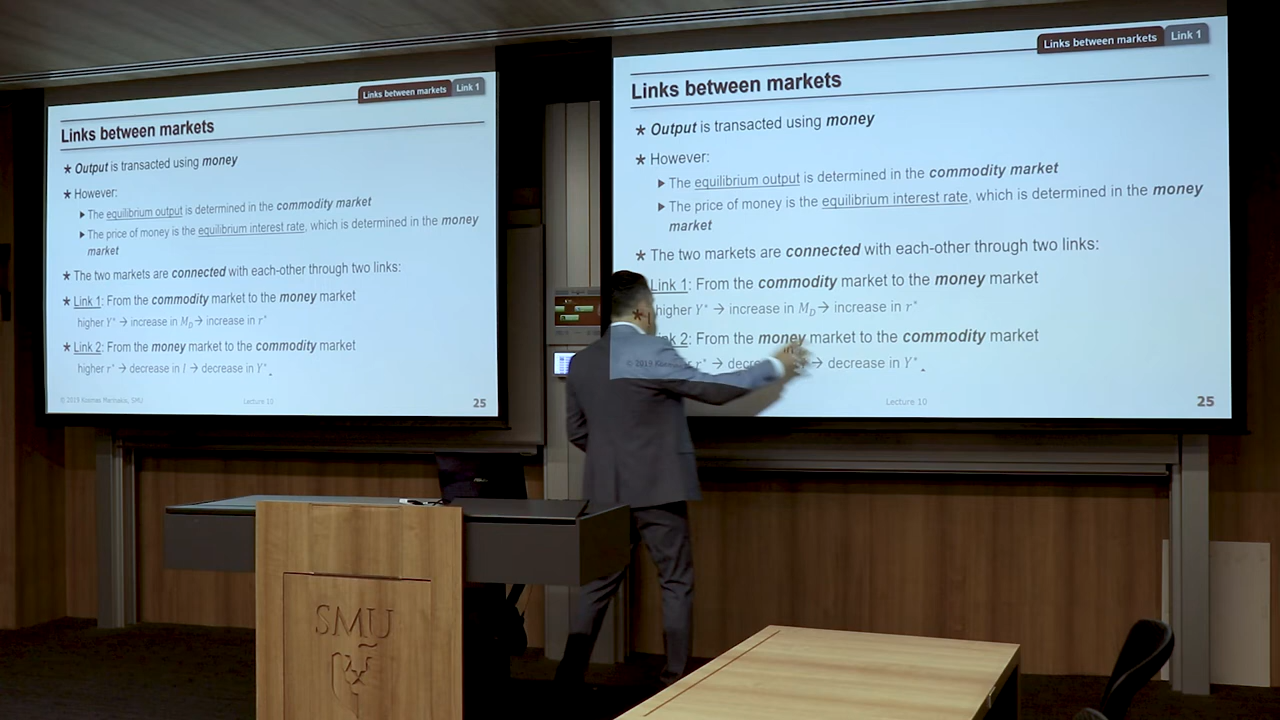 Links between markets Link 1
Links between markets
* Output is transacted using money
* However:
▶ The equilibrium output is determined in the commodity market
▶ The price of money is the equilibrium interest rate, which is determined in the money
market
* The two markets are connected with each-other through two links:
* Link 1: From the commodity market to the money market
higher Y* → increase in M_D → increase in r*
* Link 2: From the money market to the commodity market
higher r* → decrease in I → decrease in Y*.
© 2019 Kosmas Marinakis, SMU Lecture 10 25
Links between markets Link 1
Links between markets
* Output is transacted using money
* However:
▶ The equilibrium output is determined in the commodity market
▶ The price of money is the equilibrium interest rate, which is determined in the money
market
* The two markets are connected with each-other through two links:
Link 1: From the commodity market to the money market
higher Y* → increase in M_D → increase in r*
nk 2: From the money market to the commodity market
r* → decre → decrease in Y*.
© 2019 Lecture 10 25
SMU